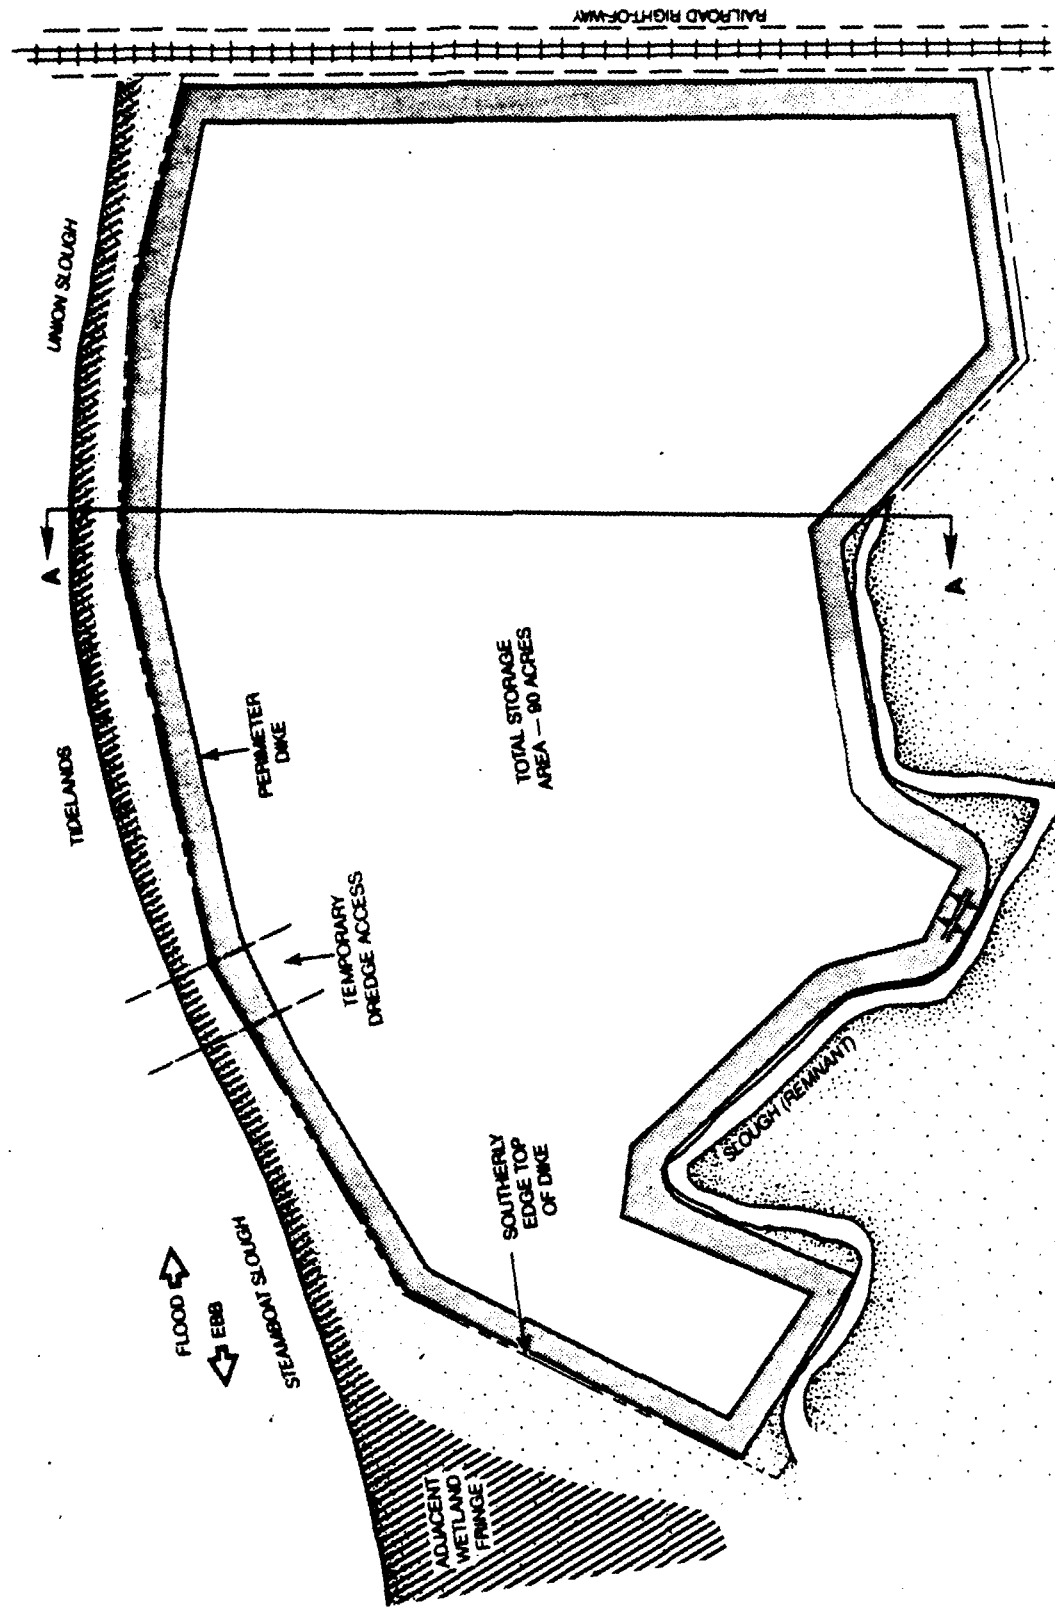 RAILROAD RIGHT-OF-WAY
UNION SLOUGH
A
A
TIDELANDS
PERIMETER
DIKE
TOTAL STORAGE
AREA — 90 ACRES
TEMPORARY
DREDGE ACCESS
SLOUGH (REMNANT)
SOUTHERLY
EDGE TOP
OF DIKE
FLOOD
EBB
STEAMBOAT SLOUGH
ADJACENT
WETLAND
FRINGE